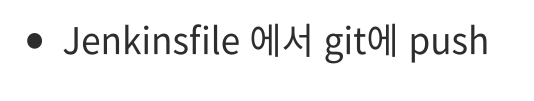 • Jenkinsfile 에서 git에 push